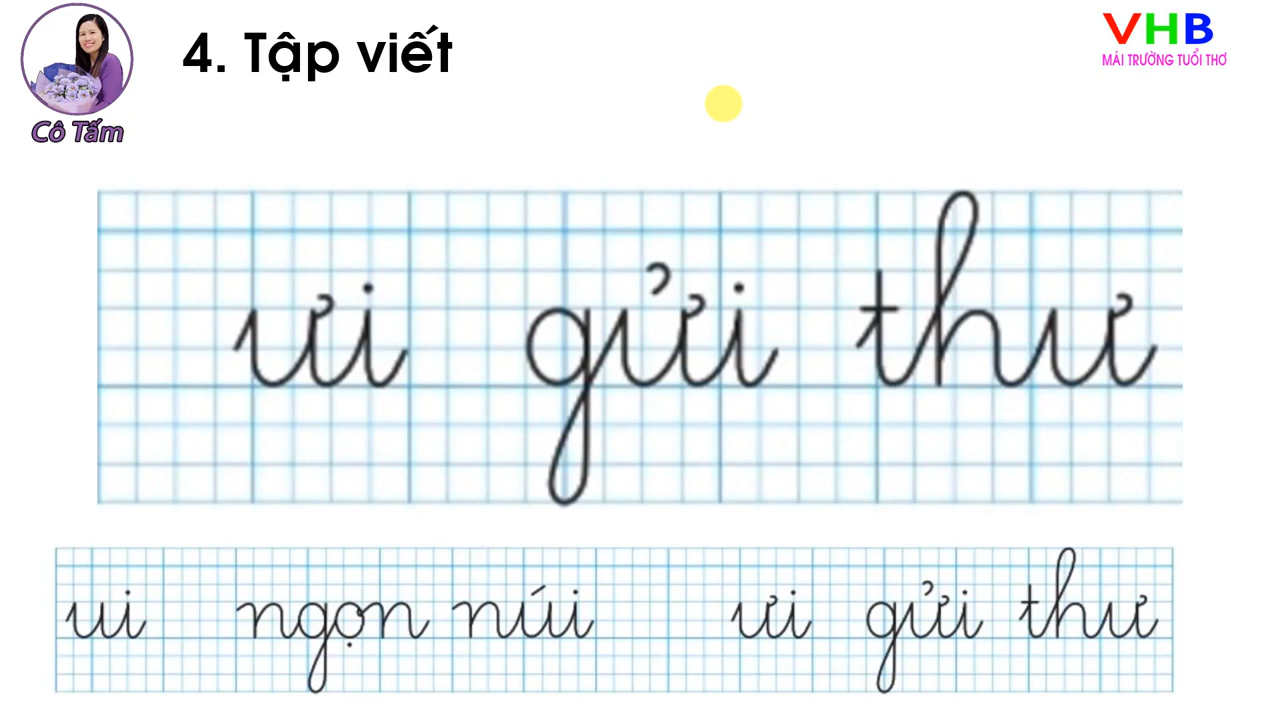 4. Tập viết
VHB
MÁI TRƯỜNG TUỔI THƠ
Cô Tấm
ưi gửi thư
ui ngọn núi ưi gửi thư